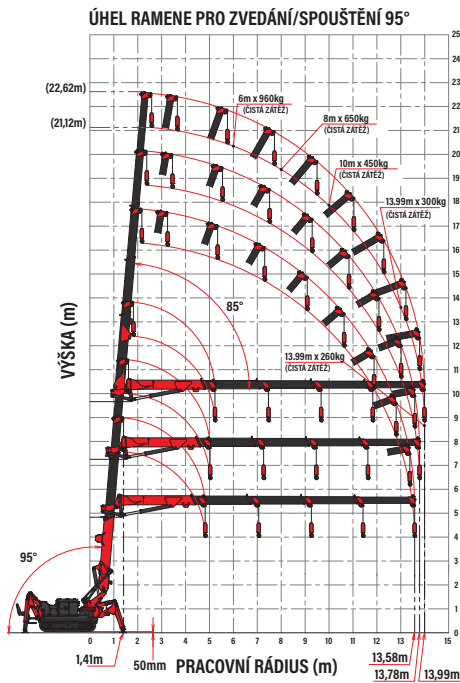 ÚHEL RAMENE PRO ZVEDÁNÍ/SPOUŠTĚNÍ 95°
(22,62m)
(21,12m)
6m x 960kg
(ČISTÁ ZÁTĚŽ)
8m x 650kg
(ČISTÁ ZÁTĚŽ)
10m x 450kg
(ČISTÁ ZÁTĚŽ)
13.99m x 300kg
(ČISTÁ ZÁTĚŽ)
13.99m x 260kg
(ČISTÁ ZÁTĚŽ)
85°
95°
VÝŠKA (m)
25
24
23
22
21
20
19
18
17
16
15
14
13
12
11
10
9
8
7
6
5
4
3
2
1
0
0 1 2 3 4 5 6 7 8 9 10 11 12 13 14 15
1,41m
50mm
PRACOVNÍ RÁDIUS (m)
13,58m
13,78m
13,99m